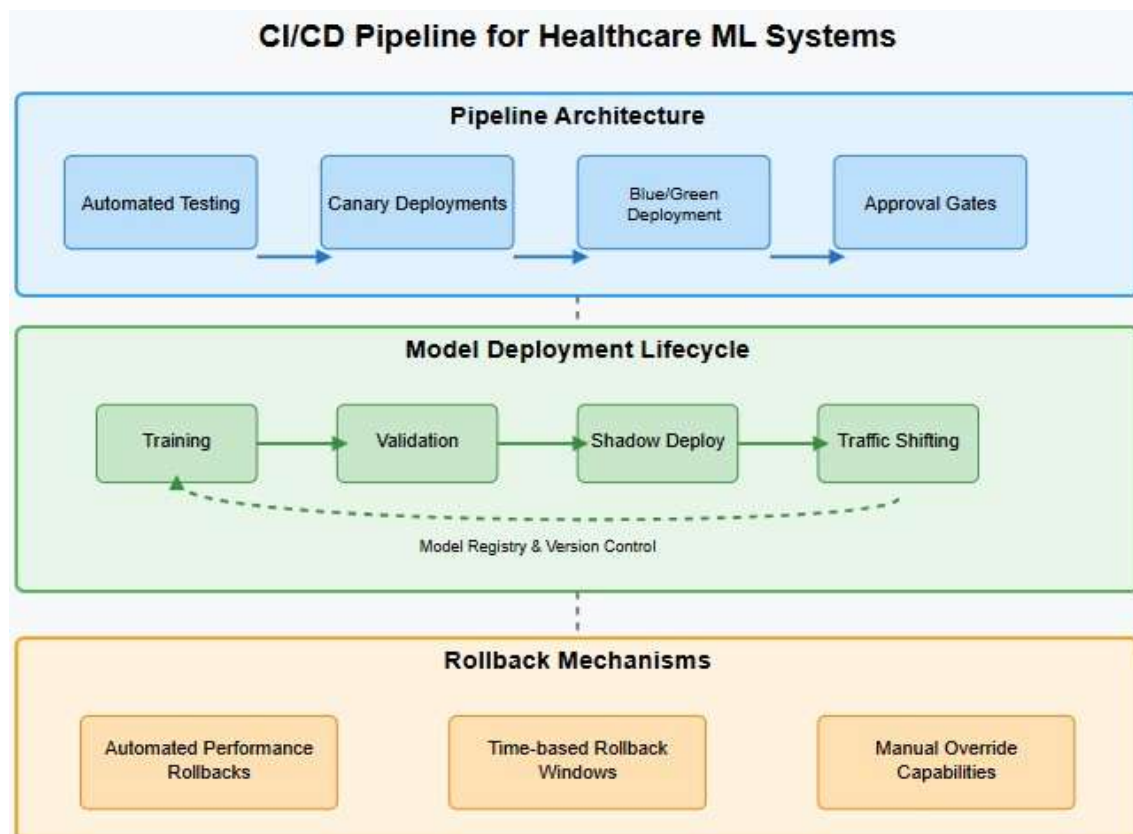 CI/CD Pipeline for Healthcare ML Systems
Pipeline Architecture
Automated Testing
Canary Deployments
Blue/Green
Deployment
Approval Gates
Model Deployment Lifecycle
Training
Validation
Shadow Deploy
Traffic Shifting
Model Registry & Version Control
Rollback Mechanisms
Automated Performance
Rollbacks
Time-based Rollback
Windows
Manual Override
Capabilities